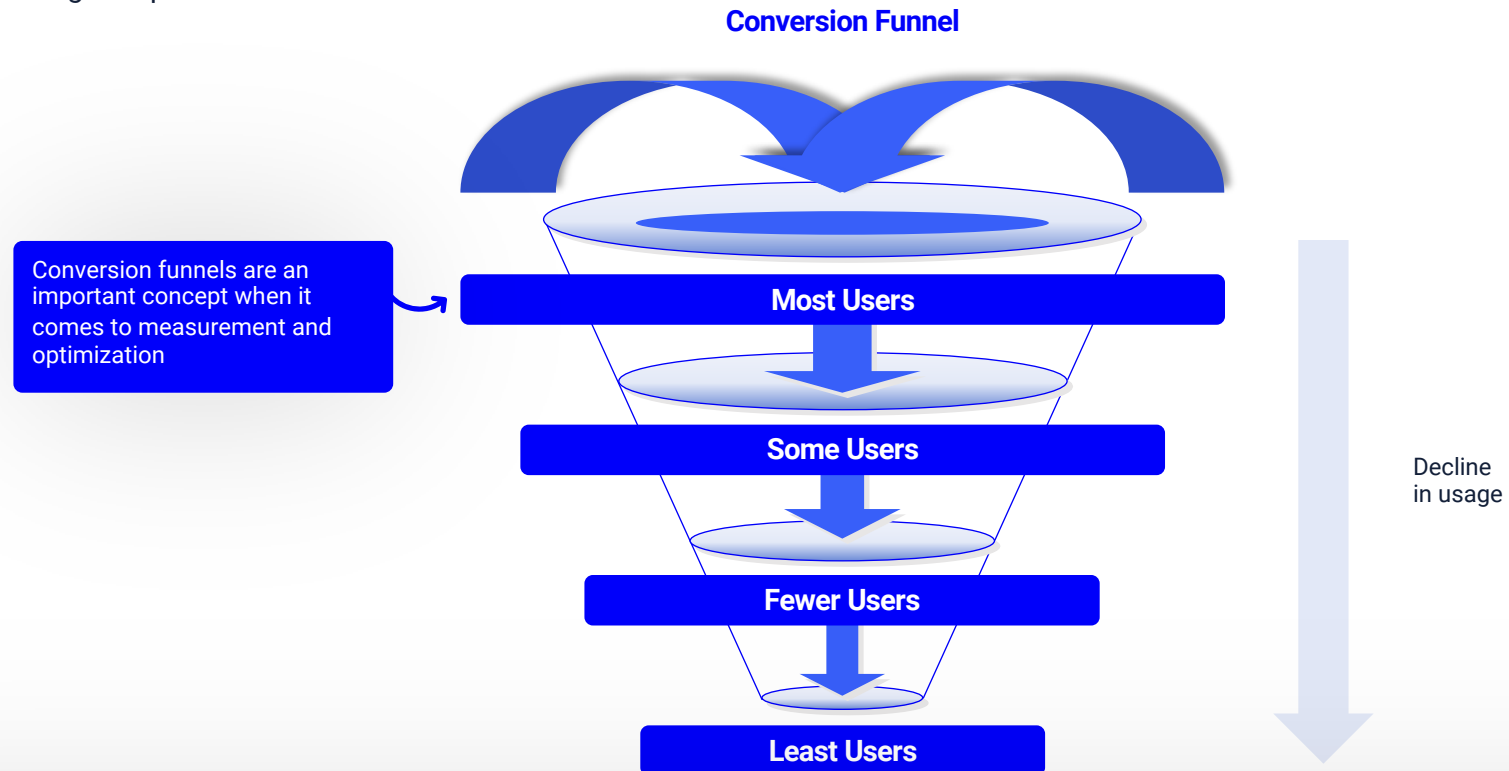 Conversion Funnel
Conversion funnels are an
important concept when it
comes to measurement and
optimization
Most Users
Some Users
Decline
in usage
Fewer Users
Least Users